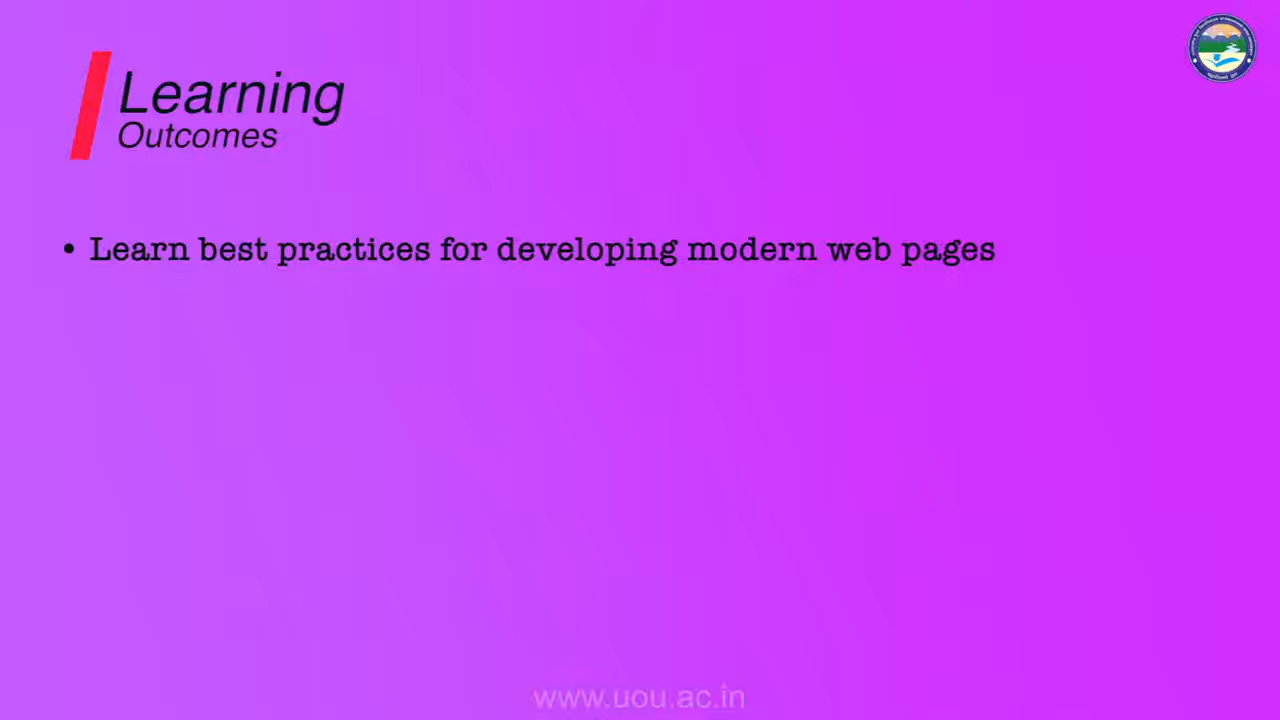 Learning
Outcomes
• Learn best practices for developing modern web pages
www.uou.ac.in